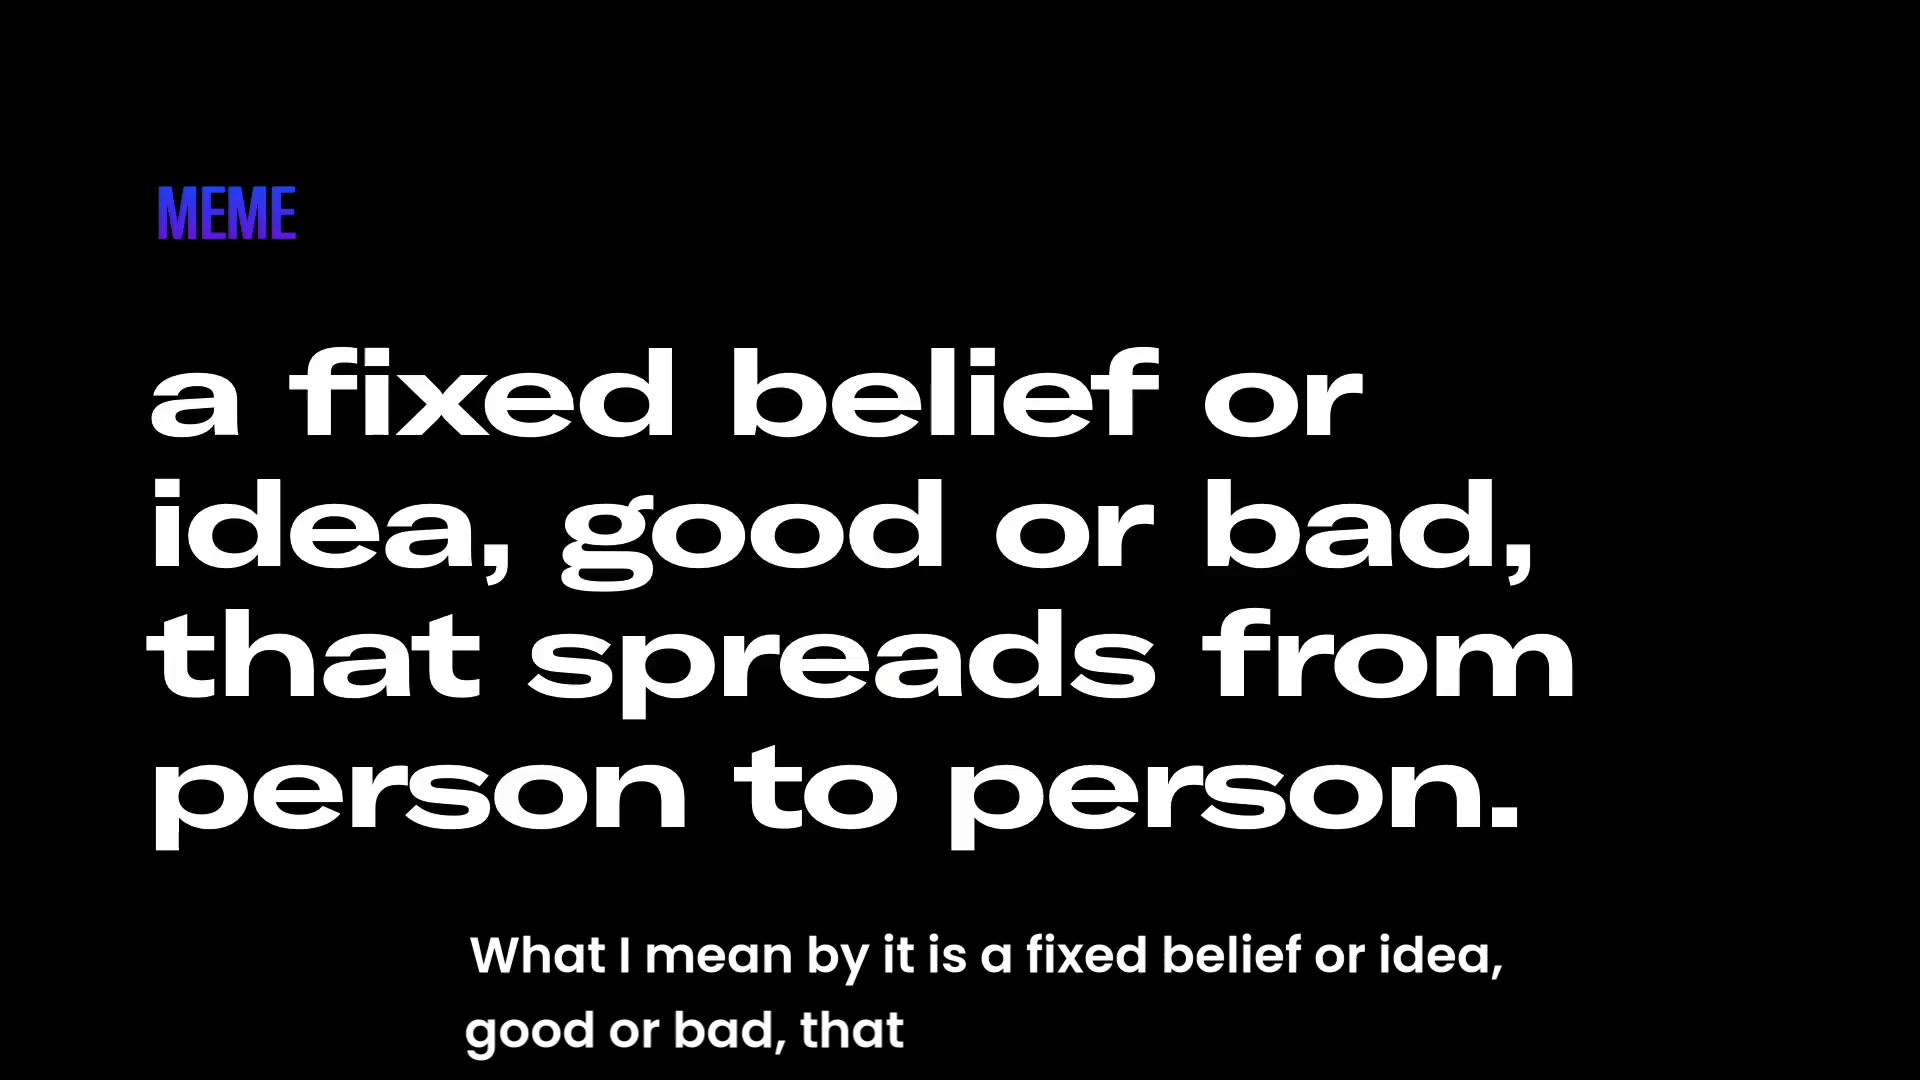 MEME
a fixed belief or
idea, good or bad,
that spreads from
person to person.
What I mean by it is a fixed belief or idea,
good or bad, that